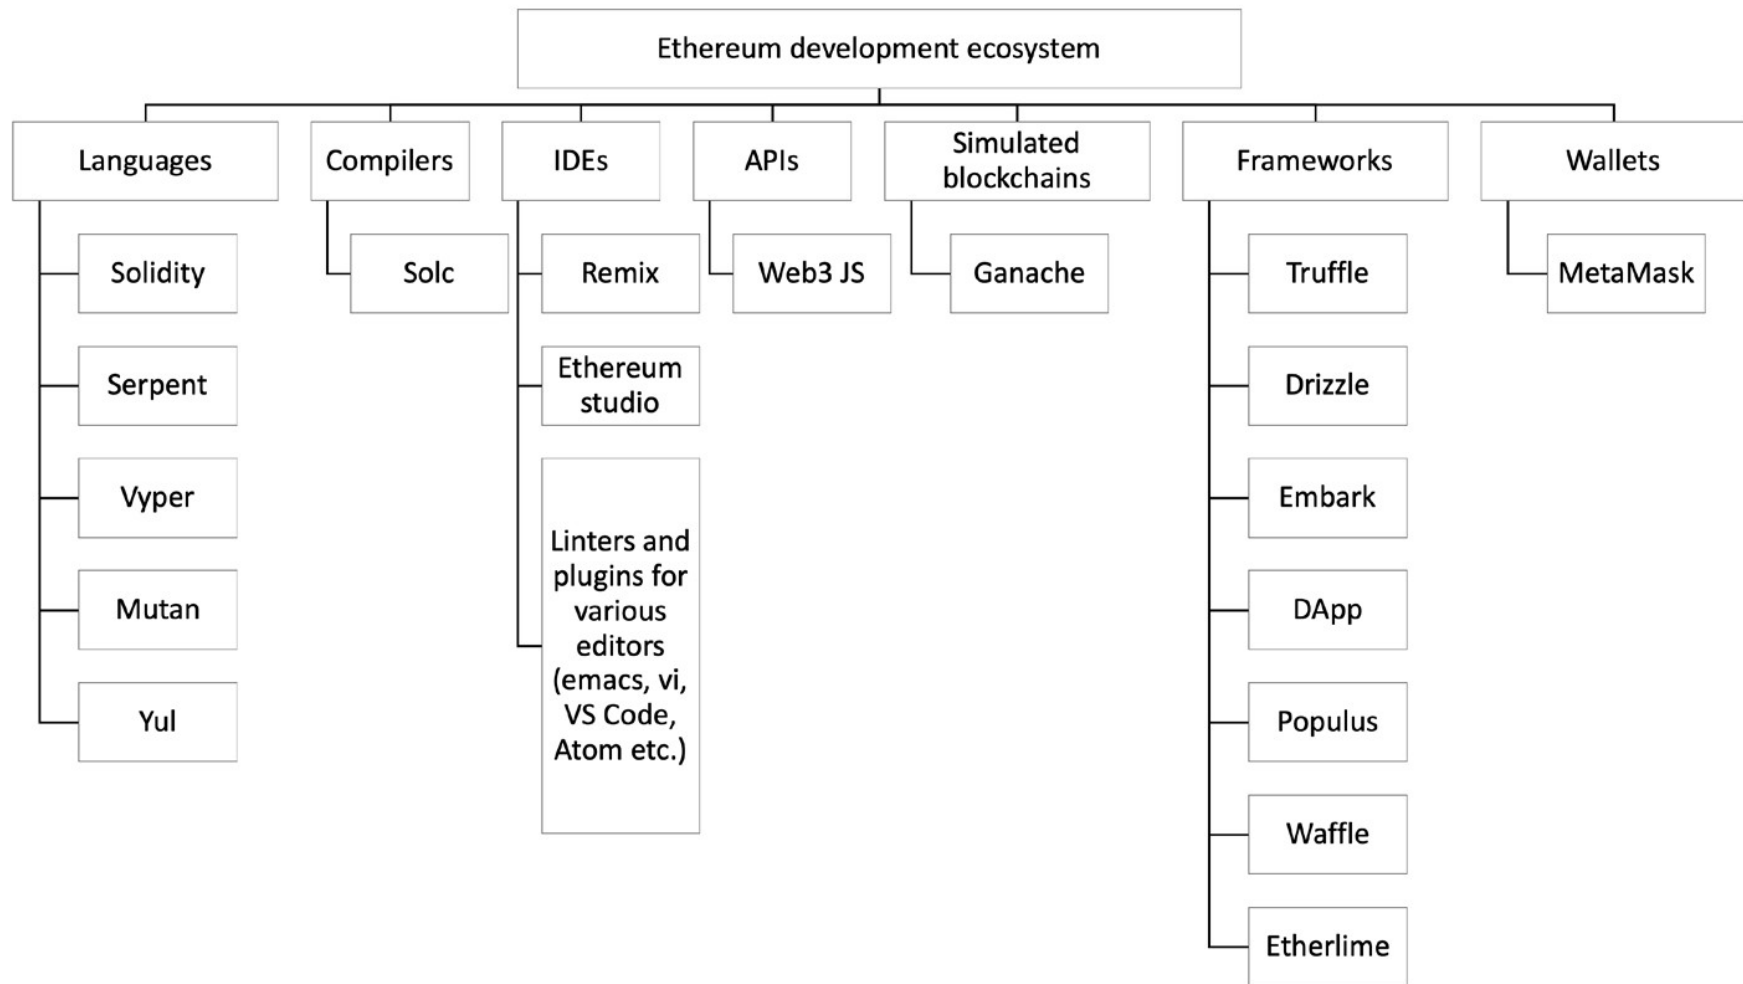 Ethereum development ecosystem
Languages
Compilers
IDEs
APIs
Simulated
blockchains
Frameworks
Wallets
Solidity
Serpent
Vyper
Mutan
Yul
Solc
Remix
Ethereum
studio
Linters and
plugins for
various
editors
(emacs, vi,
VS Code,
Atom etc.)
Web3 JS
Ganache
Truffle
Drizzle
Embark
DApp
Populus
Waffle
Etherlime
MetaMask